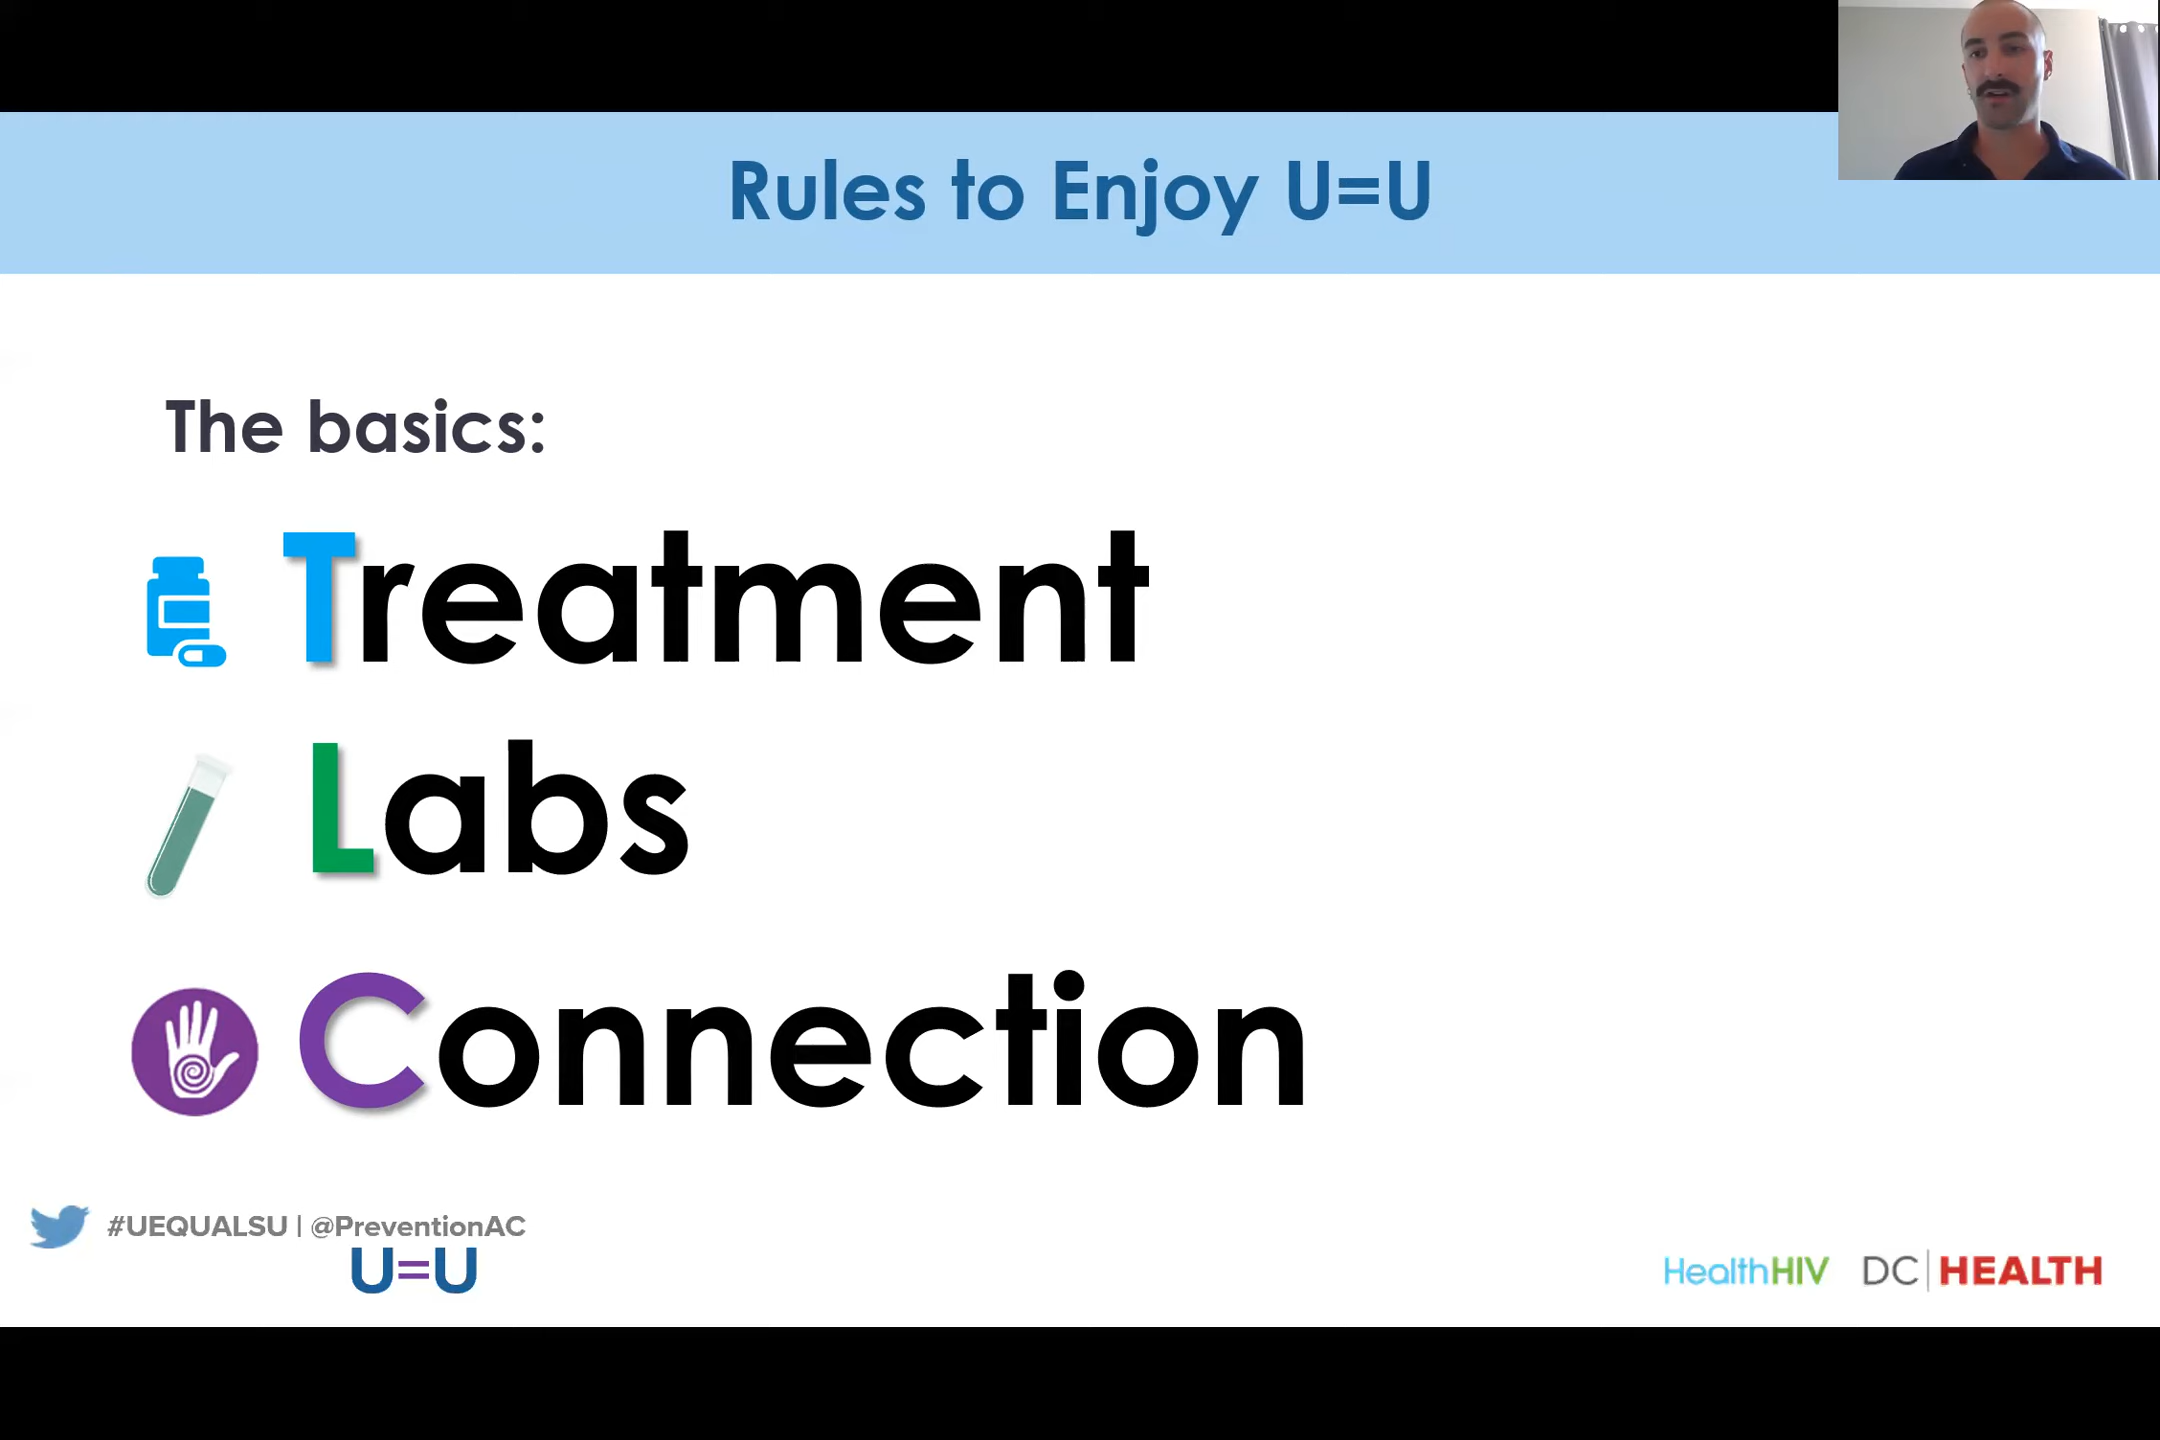 Rules to Enjoy U=U
The basics:
Treatment
Labs
Connection
#UEQUALSU | @PreventionAC
U=U
HealthHIV DC | HEALTH